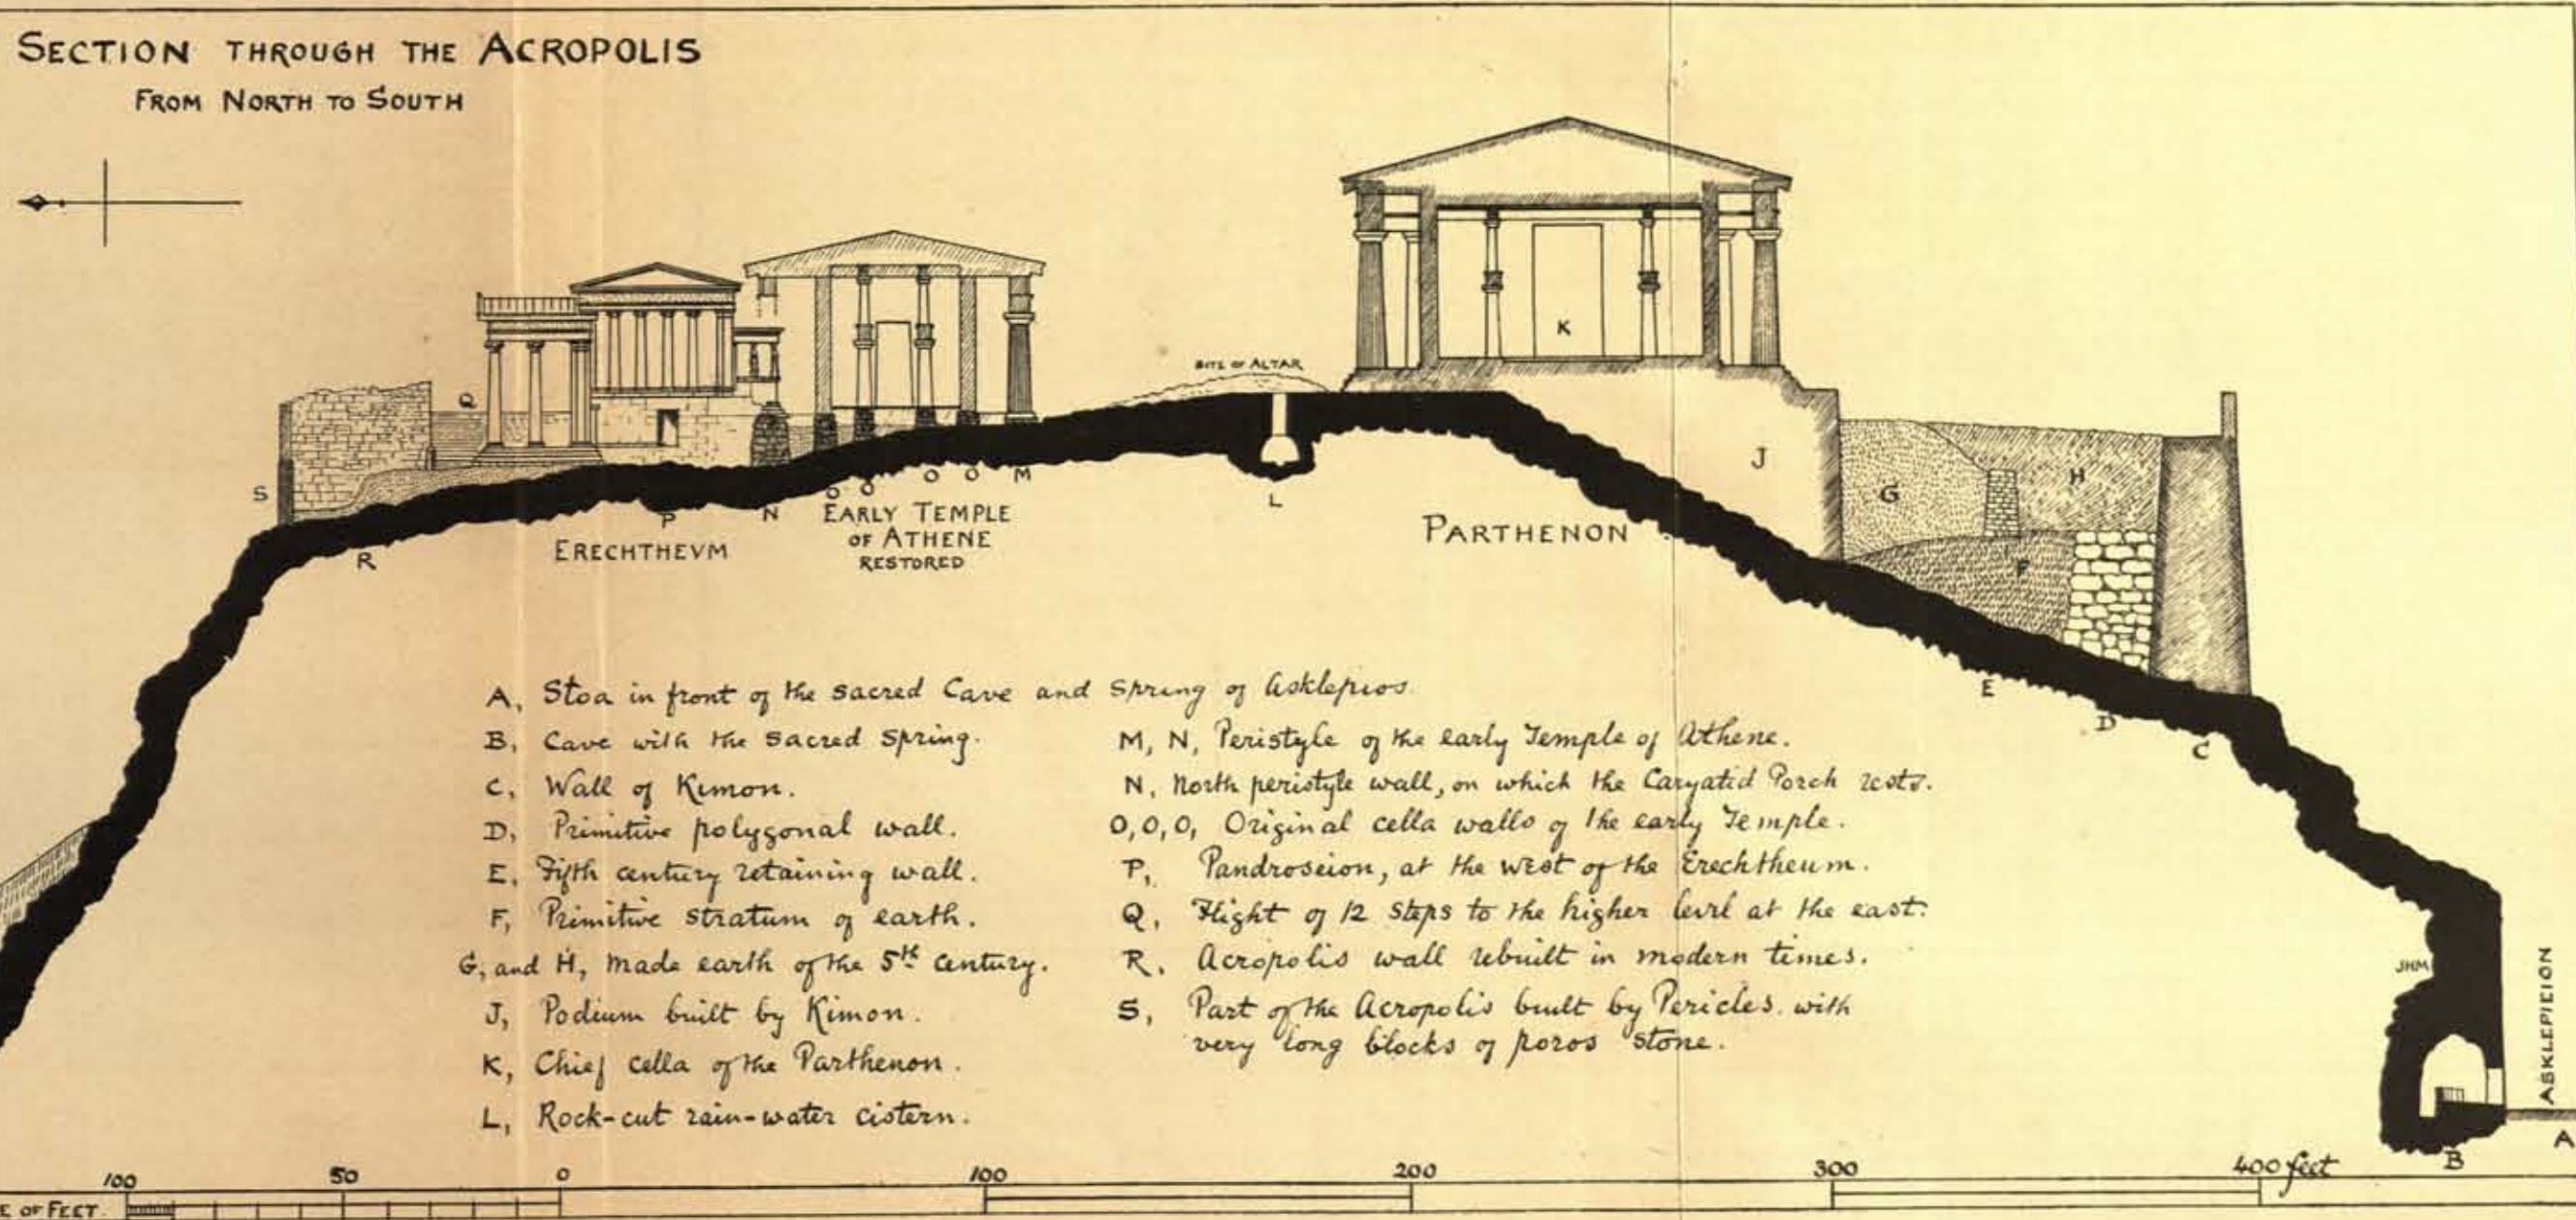 SECTION THROUGH THE ACROPOLIS
FROM NORTH TO SOUTH
SITE OF ALTAR
K
Q
S
J
G
H
F
O O O O M
L
P
N
R
ERECHTHEVM
EARLY TEMPLE
OF ATHENE
RESTORED
PARTHENON
E
D
C
A, Stoa in front of the sacred Cave and Spring of Asklepios.
B, Cave with the sacred spring.
C, Wall of Kimon.
D, Primitive polygonal wall.
E, Fifth century retaining wall.
F, Primitive stratum of earth.
G, and H, made earth of the 5th century.
J, Podium built by Kimon.
K, Chief cella of the Parthenon.
L, Rock-cut rain-water cistern.
M, N, Peristyle of the early Temple of Athene.
N, North peristyle wall, on which the Caryatid Porch rests.
O, O, O, Original cella walls of the early Temple.
P, Pandroseion, at the west of the Erechtheum.
Q, Flight of 12 steps to the higher level at the east.
R, Acropolis wall rebuilt in modern times.
S, Part of the Acropolis built by Pericles with
very long blocks of poros stone.
JHM
ASKLEPIEION
A
B
100 50 0 100 200 300 400 feet
OF FEET